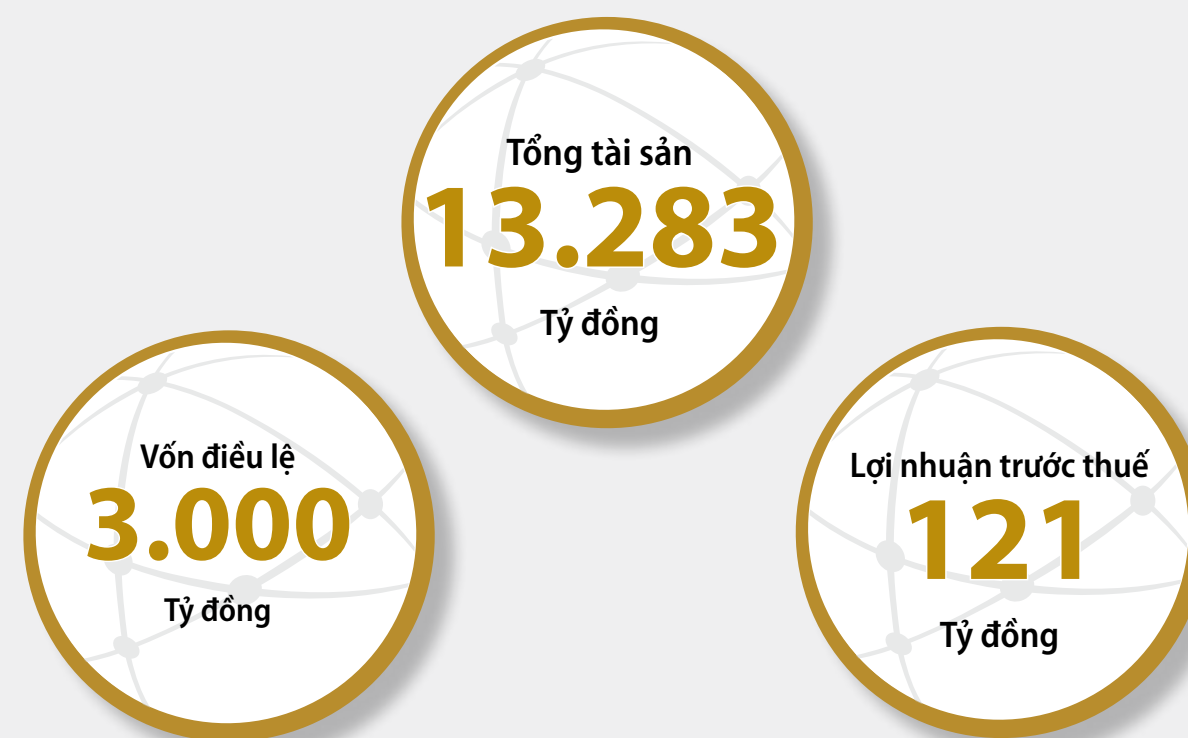 Tổng tài sản
13.283
Tỷ đồng
Vốn điều lệ
3.000
Tỷ đồng
Lợi nhuận trước thuế
121
Tỷ đồng